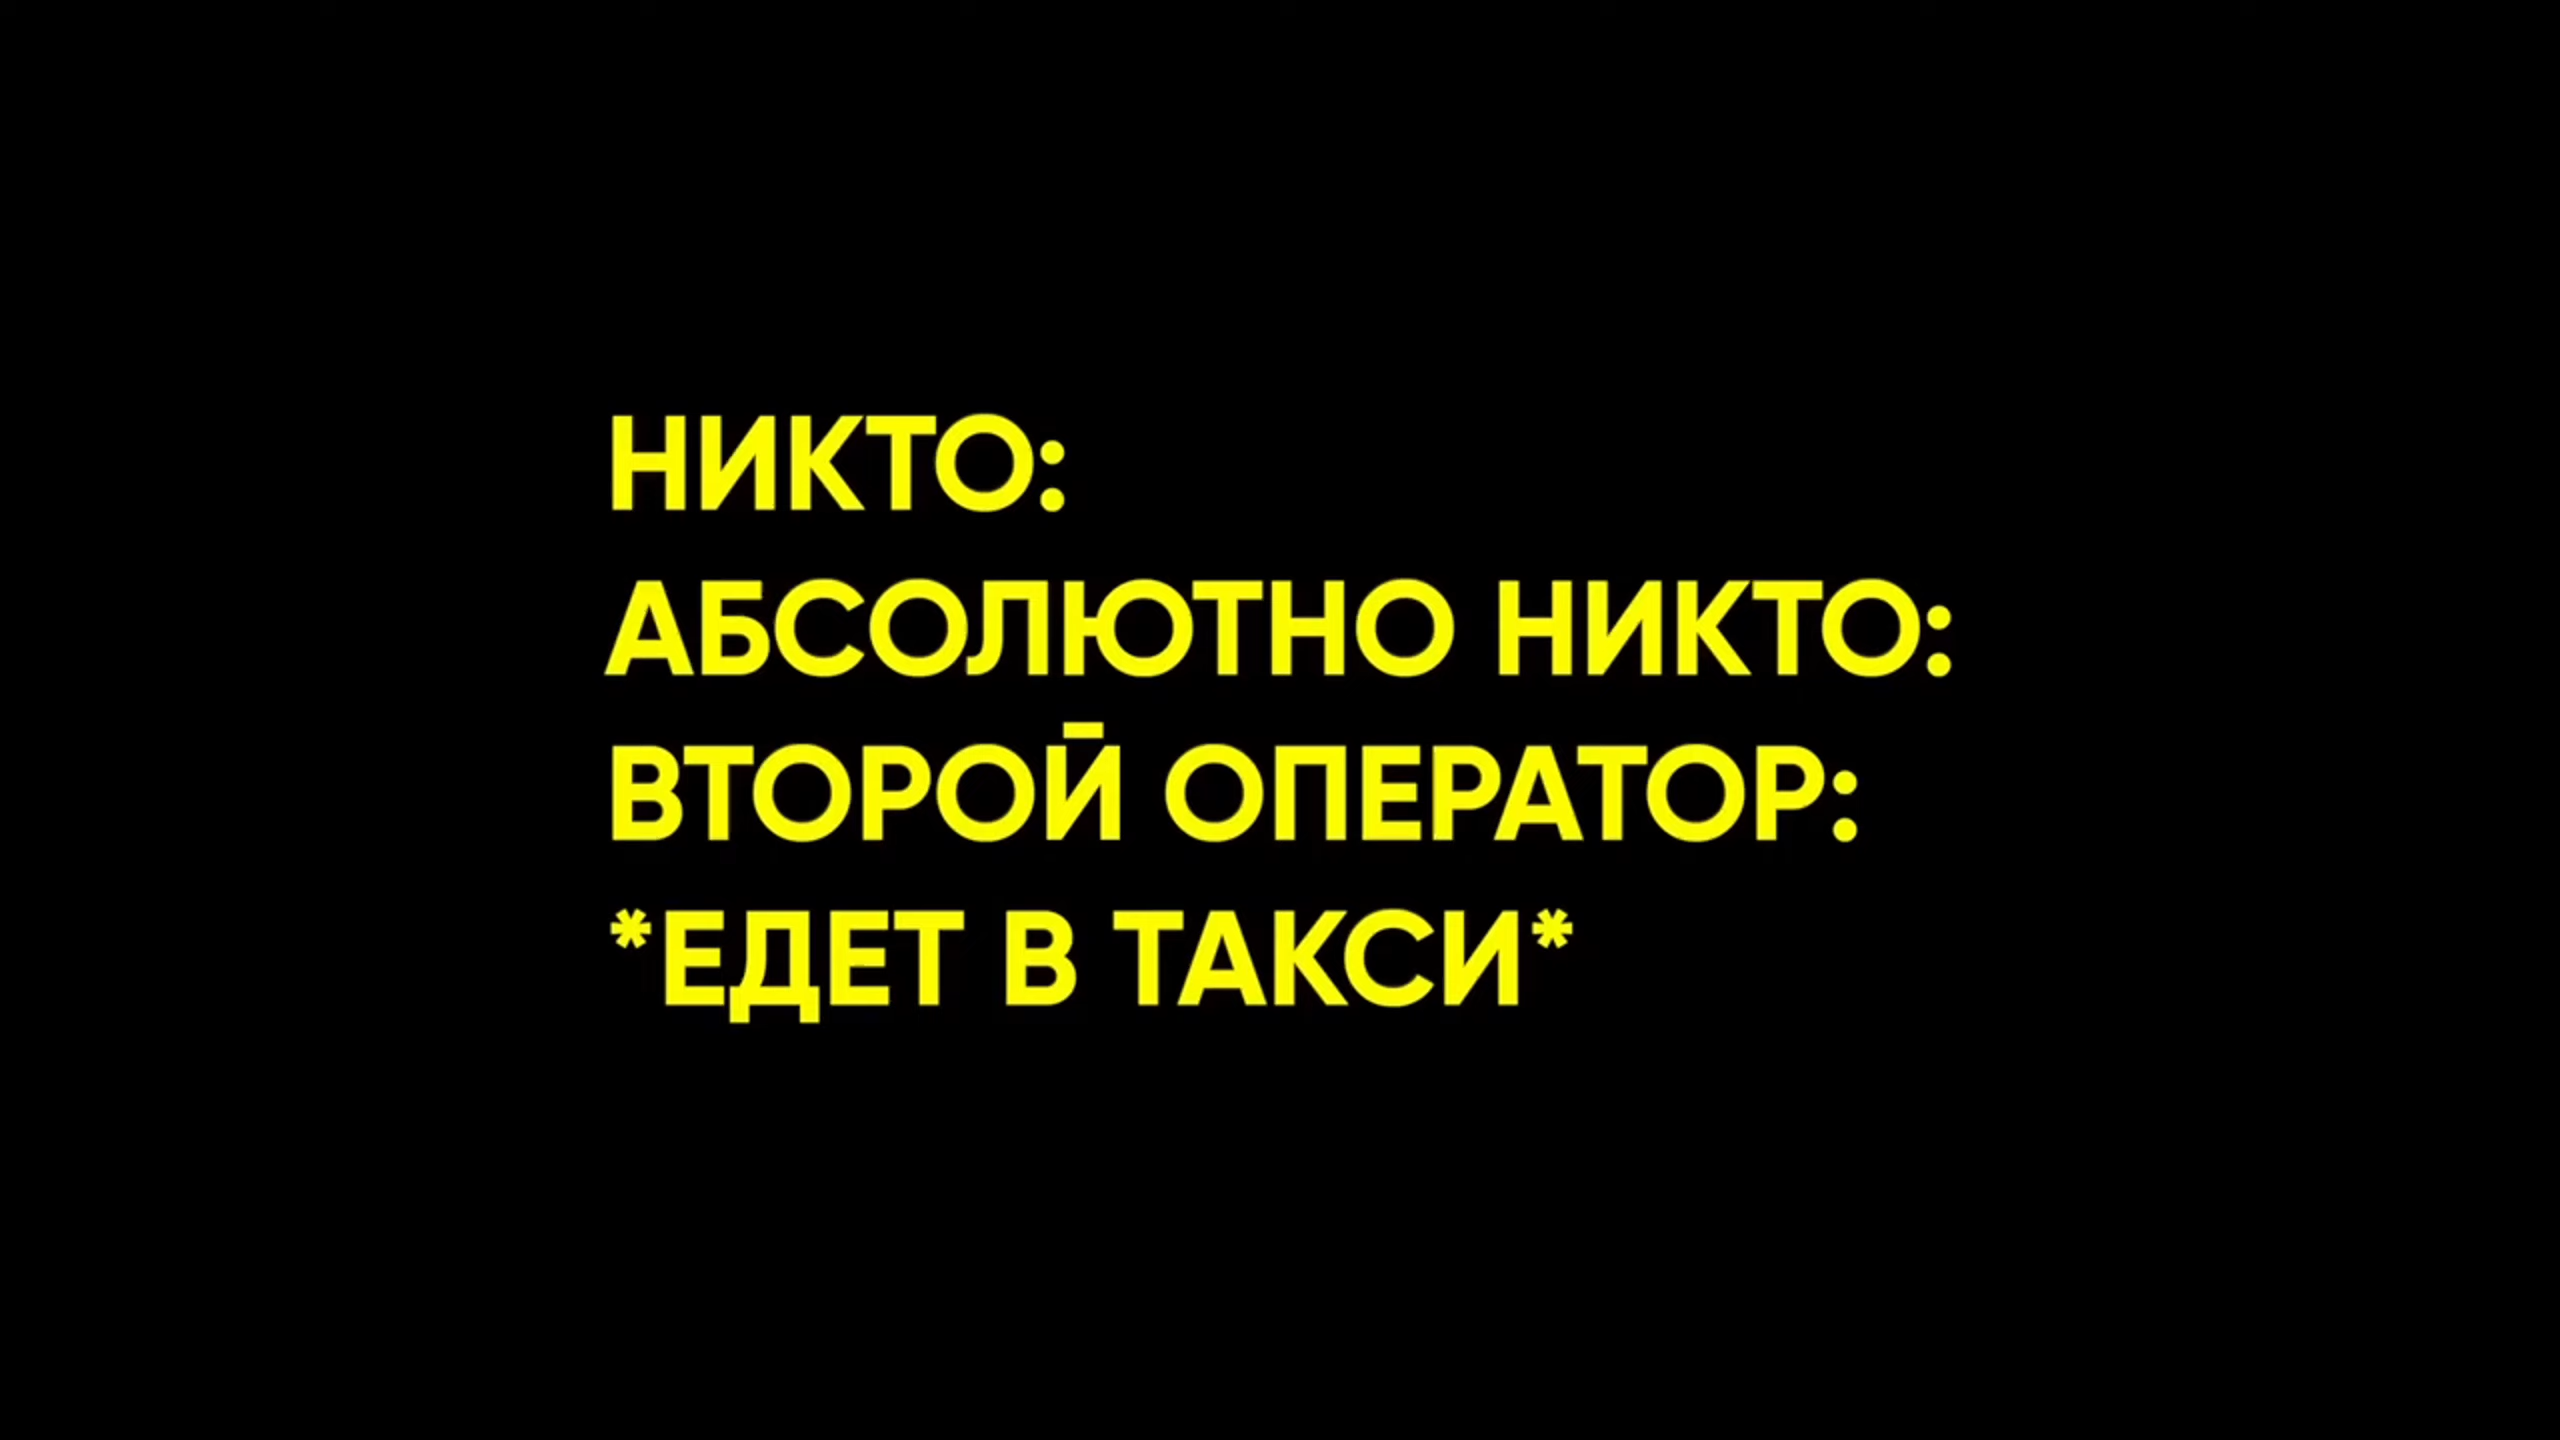 НИКТО:
АБСОЛЮТНО НИКТО:
ВТОРОЙ ОПЕРАТОР:
*ЕДЕТ В ТАКСИ*